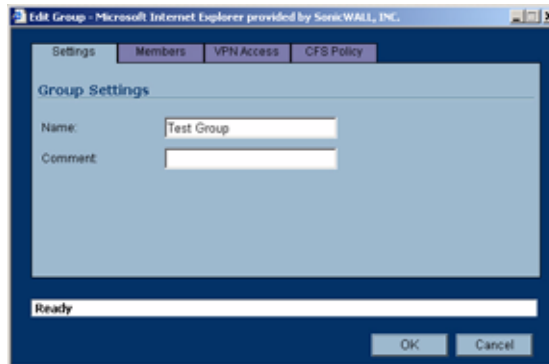 Edit Group - Microsoft Internet Explorer provided by SonicWALL, INC.
Settings Members VPN Access CFS Policy
Group Settings
Name: Test Group
Comment:
Ready
OK Cancel